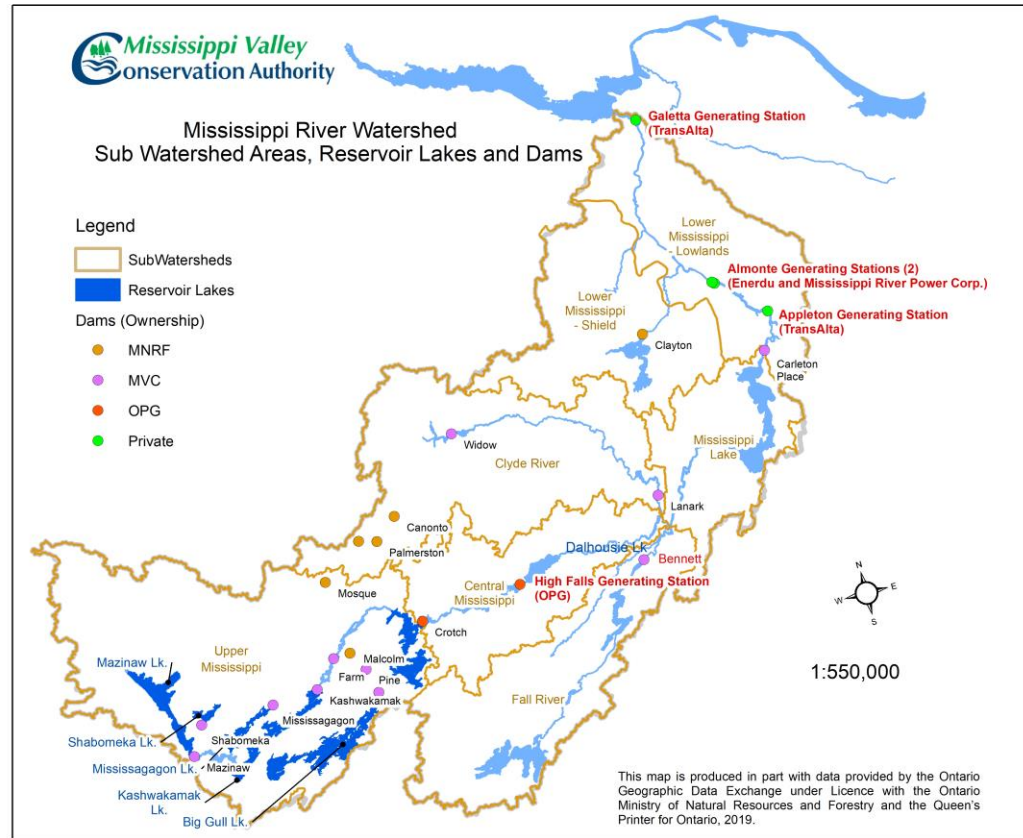 Mississippi Valley
Conservation Authority
Mississippi River Watershed
Sub Watershed Areas, Reservoir Lakes and Dams
Legend
SubWatersheds
Reservoir Lakes
Dams (Ownership)
MNRF
MVC
OPG
Private
Galetta Generating Station
(TransAlta)
Lower
Mississippi
- Lowlands
Almonte Generating Stations (2)
(Enerdu and Mississippi River Power Corp.)
Lower
Mississippi
- Shield
Appleton Generating Station
(TransAlta)
Clayton
Carleton
Place
Widow
Clyde River
Mississippi
Lake
Lanark
Canonto
Palmerston
Dalhousie Lk
Bennett
Mosque
Central
Mississippi
High Falls Generating Station
(OPG)
Crotch
Upper
Mississippi
Mazinaw Lk.
Malcolm
Farm
Pine
Kashwakamak
Mississagagon
Fall River
Shabomeka Lk.
Shabomeka
Mississagagon Lk.
Mazinaw
Kashwakamak
Lk.
Big Gull Lk.
N
W
E
S
1:550,000
This map is produced in part with data provided by the Ontario
Geographic Data Exchange under Licence with the Ontario
Ministry of Natural Resources and Forestry and the Queen's
Printer for Ontario, 2019.